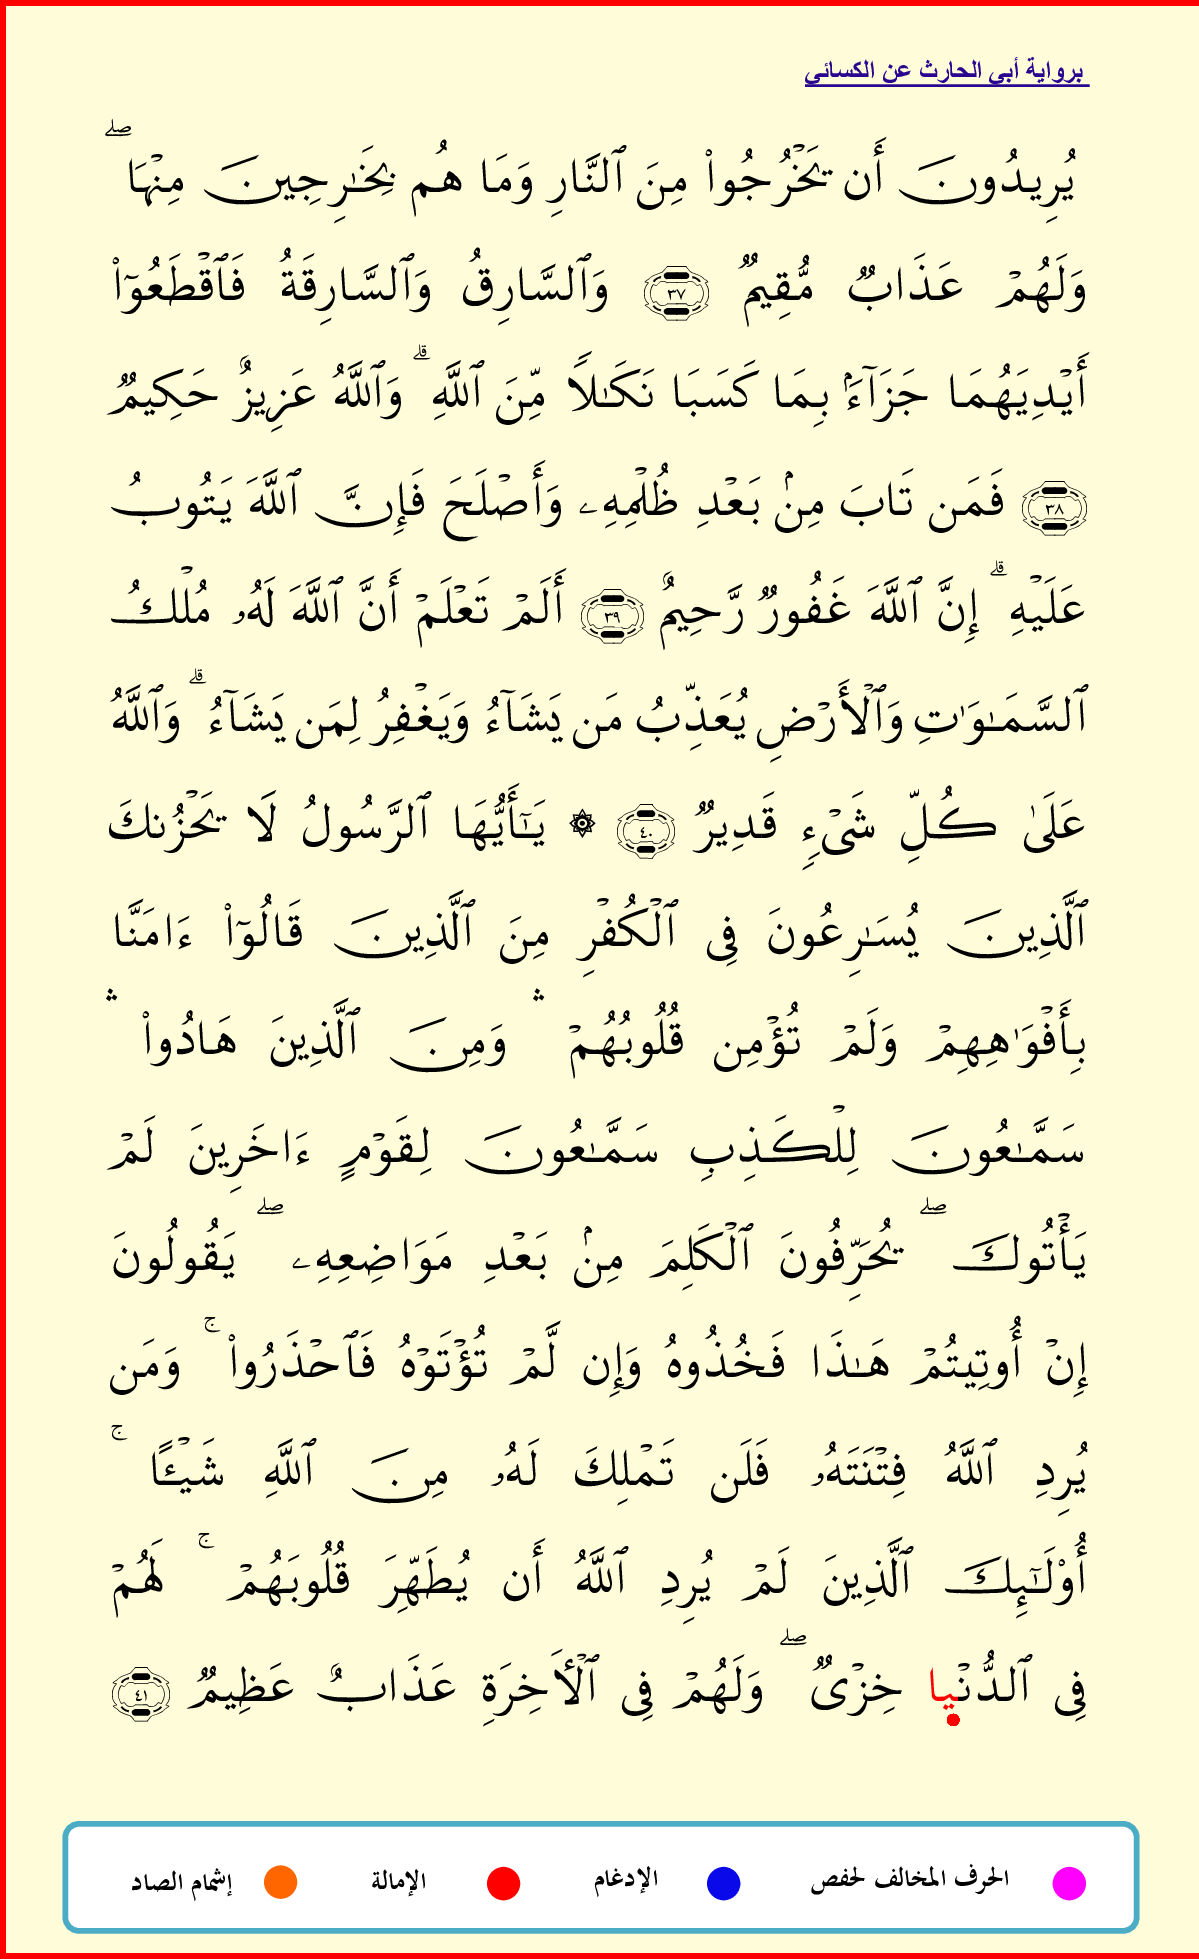 برواية أبي الحارث عن الكسائي
يُرِيدُونَ أَن يَخۡرُجُواْ مِنَ ٱلنَّارِ وَمَا هُم بِخَٰرِجِينَ مِنۡهَاۖ
وَلَهُمۡ عَذَابٞ مُّقِيمٞ ٣٧ وَٱلسَّارِقُ وَٱلسَّارِقَةُ فَٱقۡطَعُوٓاْ
أَيۡدِيَهُمَا جَزَآءَۢ بِمَا كَسَبَا نَكَٰلٗا مِّنَ ٱللَّهِۗ وَٱللَّهُ عَزِيزٌ حَكِيمٞ
٣٨ فَمَن تَابَ مِنۢ بَعۡدِ ظُلۡمِهِۦ وَأَصۡلَحَ فَإِنَّ ٱللَّهَ يَتُوبُ
عَلَيۡهِۗ إِنَّ ٱللَّهَ غَفُورٞ رَّحِيمٌ ٣٩ أَلَمۡ تَعۡلَمۡ أَنَّ ٱللَّهَ لَهُۥ مُلۡكُ
ٱلسَّمَٰوَٰتِ وَٱلۡأَرۡضِ يُعَذِّبُ مَن يَشَآءُ وَيَغۡفِرُ لِمَن يَشَآءُۗ وَٱللَّهُ
عَلَىٰ كُلِّ شَيۡءٖ قَدِيرٞ ٤٠ ۞ يَٰٓأَيُّهَا ٱلرَّسُولُ لَا يَحۡزُنكَ
ٱلَّذِينَ يُسَٰرِعُونَ فِي ٱلۡكُفۡرِ مِنَ ٱلَّذِينَ قَالُوٓاْ ءَامَنَّا
بِأَفۡوَٰهِهِمۡ وَلَمۡ تُؤۡمِن قُلُوبُهُمۡۛ وَمِنَ ٱلَّذِينَ هَادُواْۛ
سَمَّٰعُونَ لِلۡكَذِبِ سَمَّٰعُونَ لِقَوۡمٍ ءَاخَرِينَ لَمۡ
يَأۡتُوكَۖ يُحَرِّفُونَ ٱلۡكَلِمَ مِنۢ بَعۡدِ مَوَاضِعِهِۦۖ يَقُولُونَ
إِنۡ أُوتِيتُمۡ هَٰذَا فَخُذُوهُ وَإِن لَّمۡ تُؤۡتَوۡهُ فَٱحۡذَرُواْۚ وَمَن
يُرِدِ ٱللَّهُ فِتۡنَتَهُۥ فَلَن تَمۡلِكَ لَهُۥ مِنَ ٱللَّهِ شَيۡـًٔاۚ
أُوْلَٰٓئِكَ ٱلَّذِينَ لَمۡ يُرِدِ ٱللَّهُ أَن يُطَهِّرَ قُلُوبَهُمۡۚ لَهُمۡ
فِي ٱلدُّنۡيَا خِزۡيٞۖ وَلَهُمۡ فِي ٱلۡأٓخِرَةِ عَذَابٌ عَظِيمٞ ٤١
الحرف المخالف لحفص الإدغام الإمالة إشمام الصاد